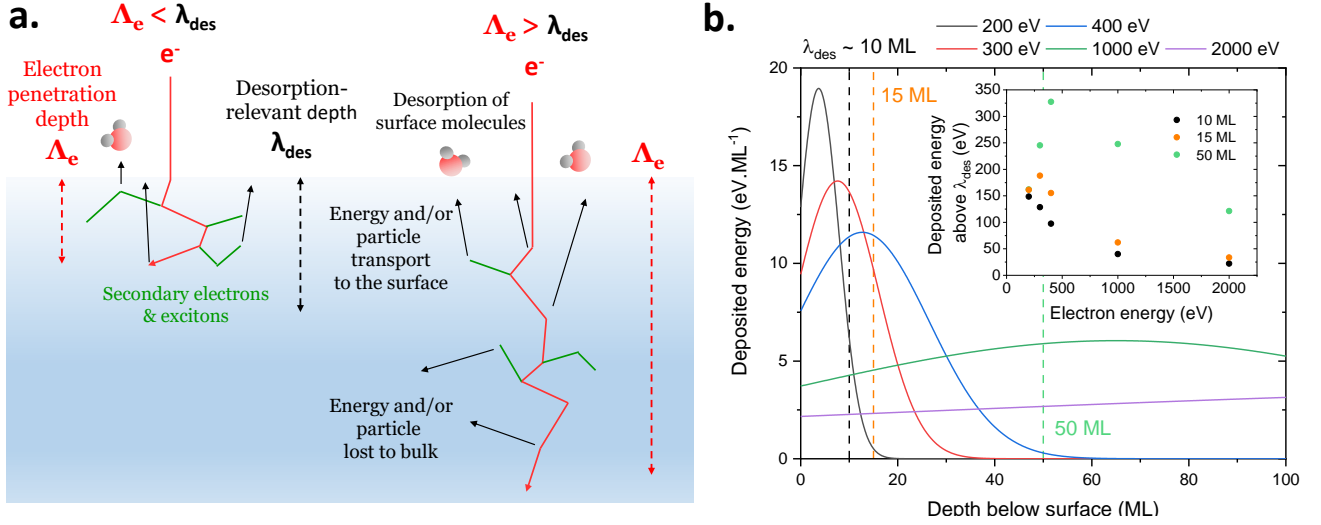 a.
Λe < λdes
e-
Electron
penetration
depth
Λe
Desorption-
relevant depth
λdes
Secondary electrons
& excitons
Λe > λdes
e-
Desorption of
surface molecules
Λe
Energy and/or
particle
transport
to the surface
Energy and/or
particle
lost to bulk
b.
200 eV 400 eV
300 eV 1000 eV 2000 eV
λdes ~ 10 ML
15 ML
50 ML
Deposited energy (eV.ML-1)
20
15
10
5
0
0 20 40 60 80 100
Depth below surface (ML)
Deposited energy
above λdes (eV)
350
300
250
200
150
100
50
0
10 ML
15 ML
50 ML
0 500 1000 1500 2000
Electron energy (eV)